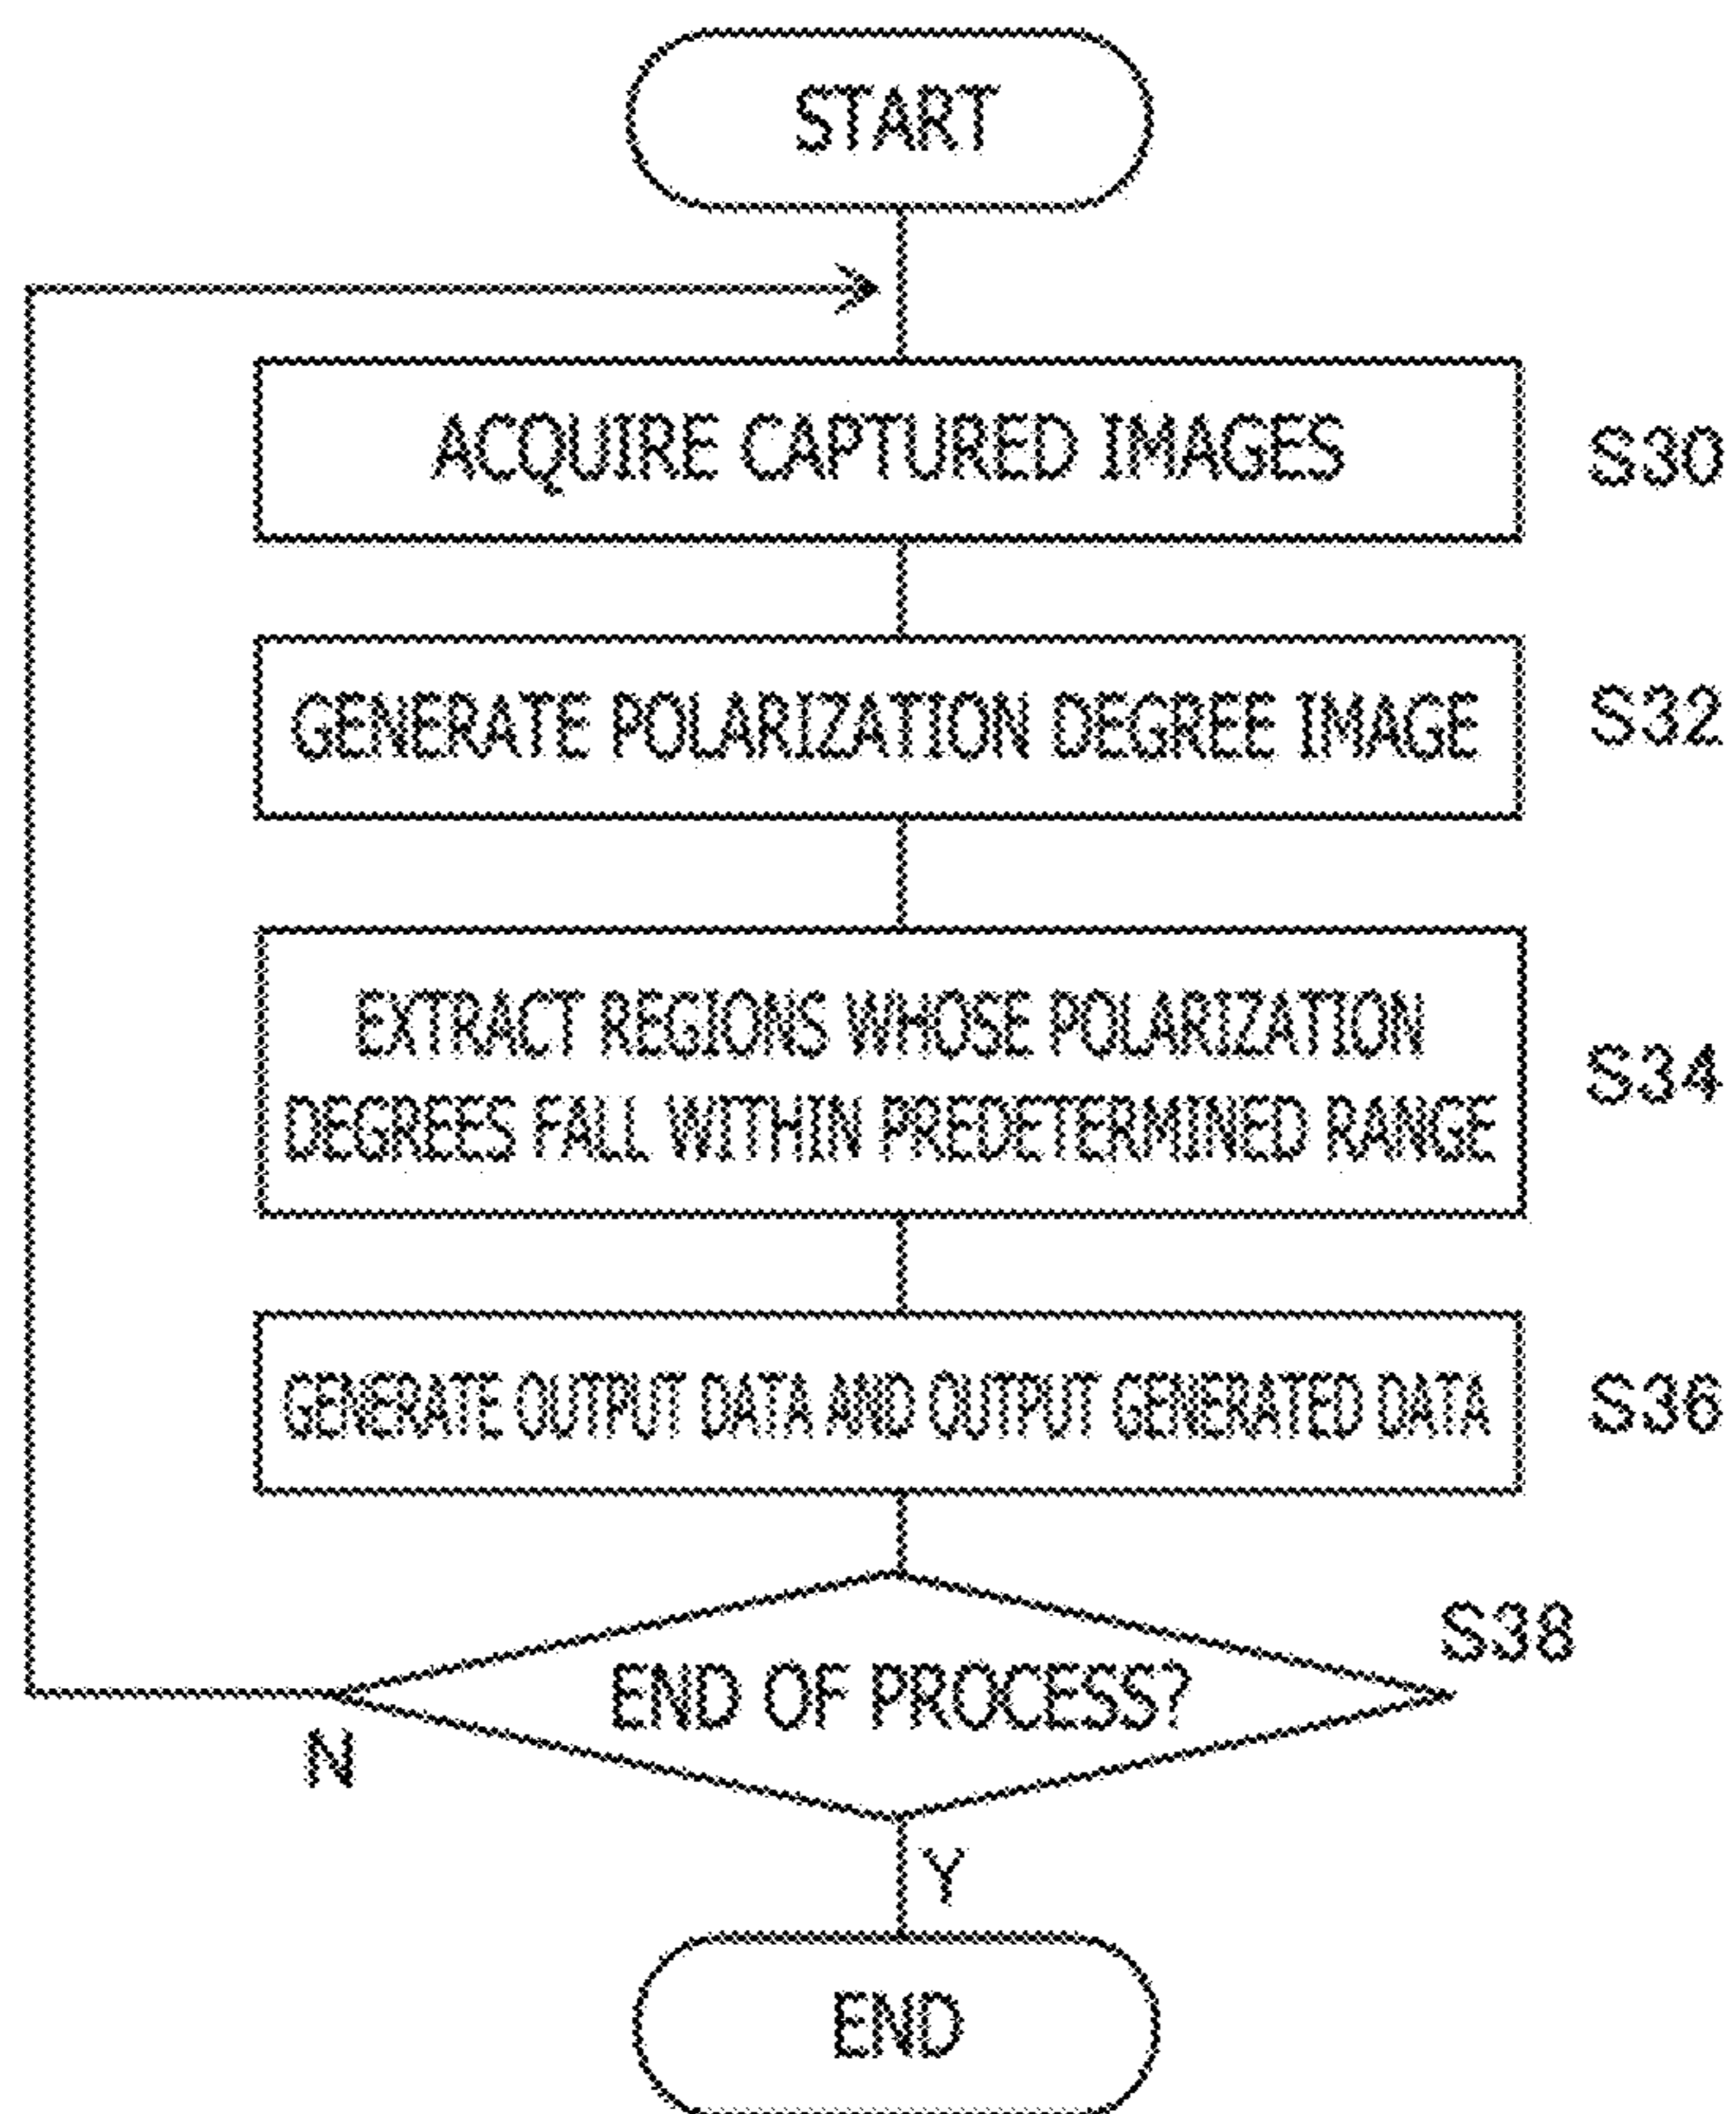 START
ACQUIRE CAPTURED IMAGES
S30
GENERATE POLARIZATION DEGREE IMAGE
S32
EXTRACT REGIONS WHOSE POLARIZATION
DEGREES FALL WITHIN PREDETERMINED RANGE
S34
GENERATE OUTPUT DATA AND OUTPUT GENERATED DATA
S36
S38
END OF PROCESS?
N
Y
END